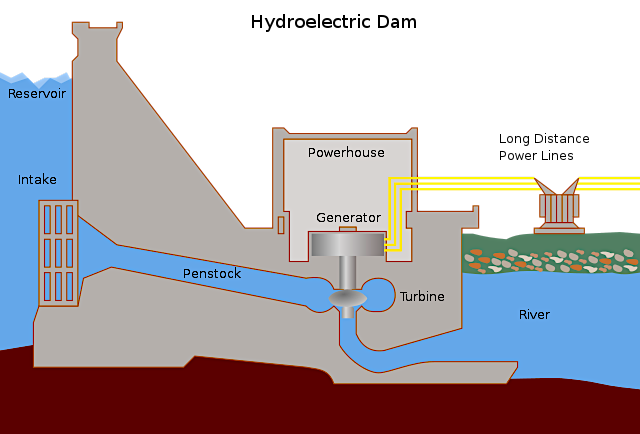 Hydroelectric Dam
Reservoir
Intake
Penstock
Powerhouse
Generator
Turbine
Long Distance
Power Lines
River